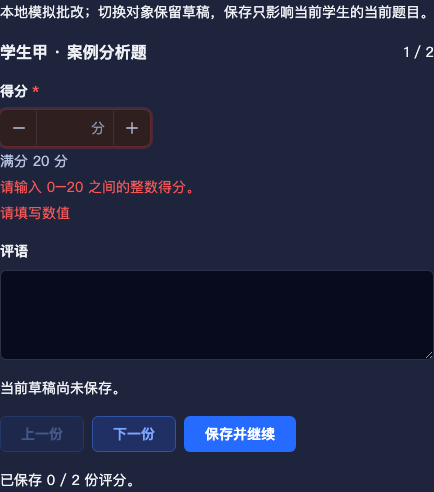 本地模拟批改；切换对象保留草稿，保存只影响当前学生的当前题目。
学生甲 · 案例分析题 1 / 2
得分 *
− 分 +
满分 20 分
请输入 0—20 之间的整数得分。
请填写数值
评语
当前草稿尚未保存。
上一份 下一份 保存并继续
已保存 0 / 2 份评分。